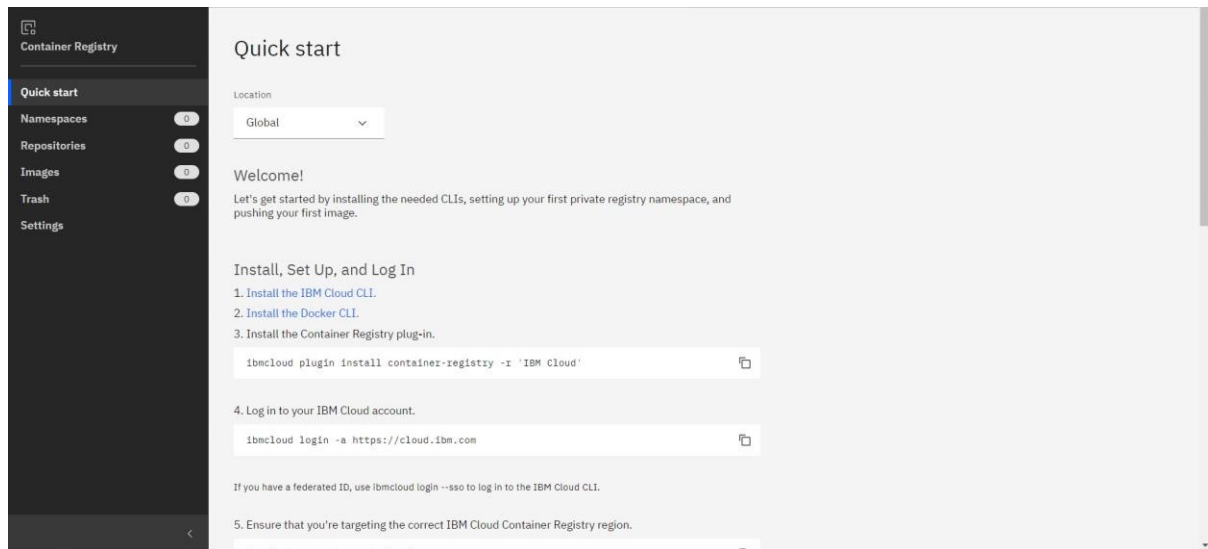 Container Registry
Quick start
Namespaces 0
Repositories 0
Images 0
Trash 0
Settings
Quick start
Location
Global
Welcome!
Let's get started by installing the needed CLIs, setting up your first private registry namespace, and
pushing your first image.
Install, Set Up, and Log In
1. Install the IBM Cloud CLI.
2. Install the Docker CLI.
3. Install the Container Registry plug-in.
ibmcloud plugin install container-registry -r 'IBM Cloud'
4. Log in to your IBM Cloud account.
ibmcloud login -a https://cloud.ibm.com
If you have a federated ID, use ibmcloud login --sso to log in to the IBM Cloud CLI.
5. Ensure that you're targeting the correct IBM Cloud Container Registry region.